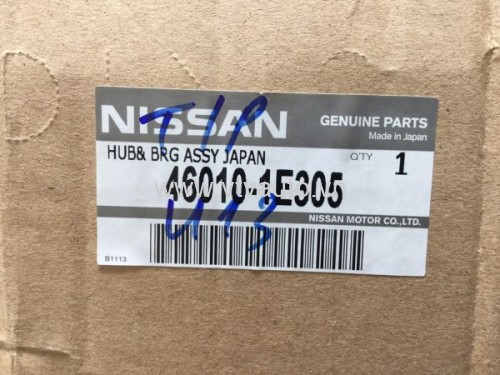 NISSAN
GENUINE PARTS
Made in Japan
T/P
HUB& BRG ASSY JAPAN
Q'TY 1
46010-1E305
U13
NISSAN MOTOR CO.,LTD.
B1113